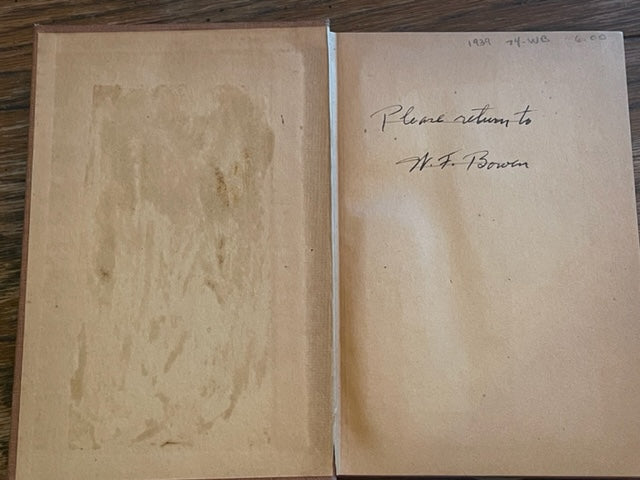 1939 74-WB 6.00
Please return to
W. F. Bowen